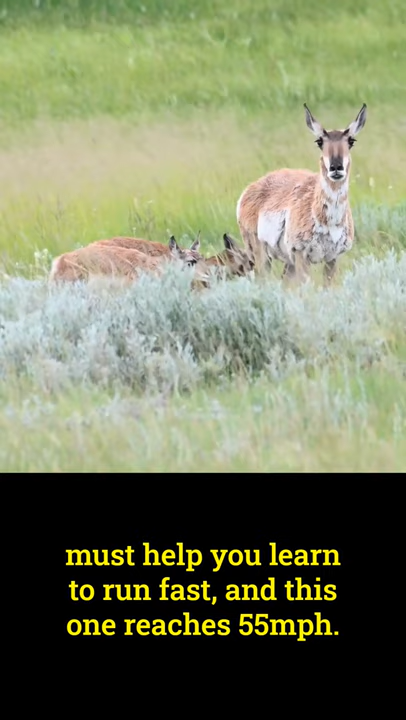 must help you learn
to run fast, and this
one reaches 55mph.